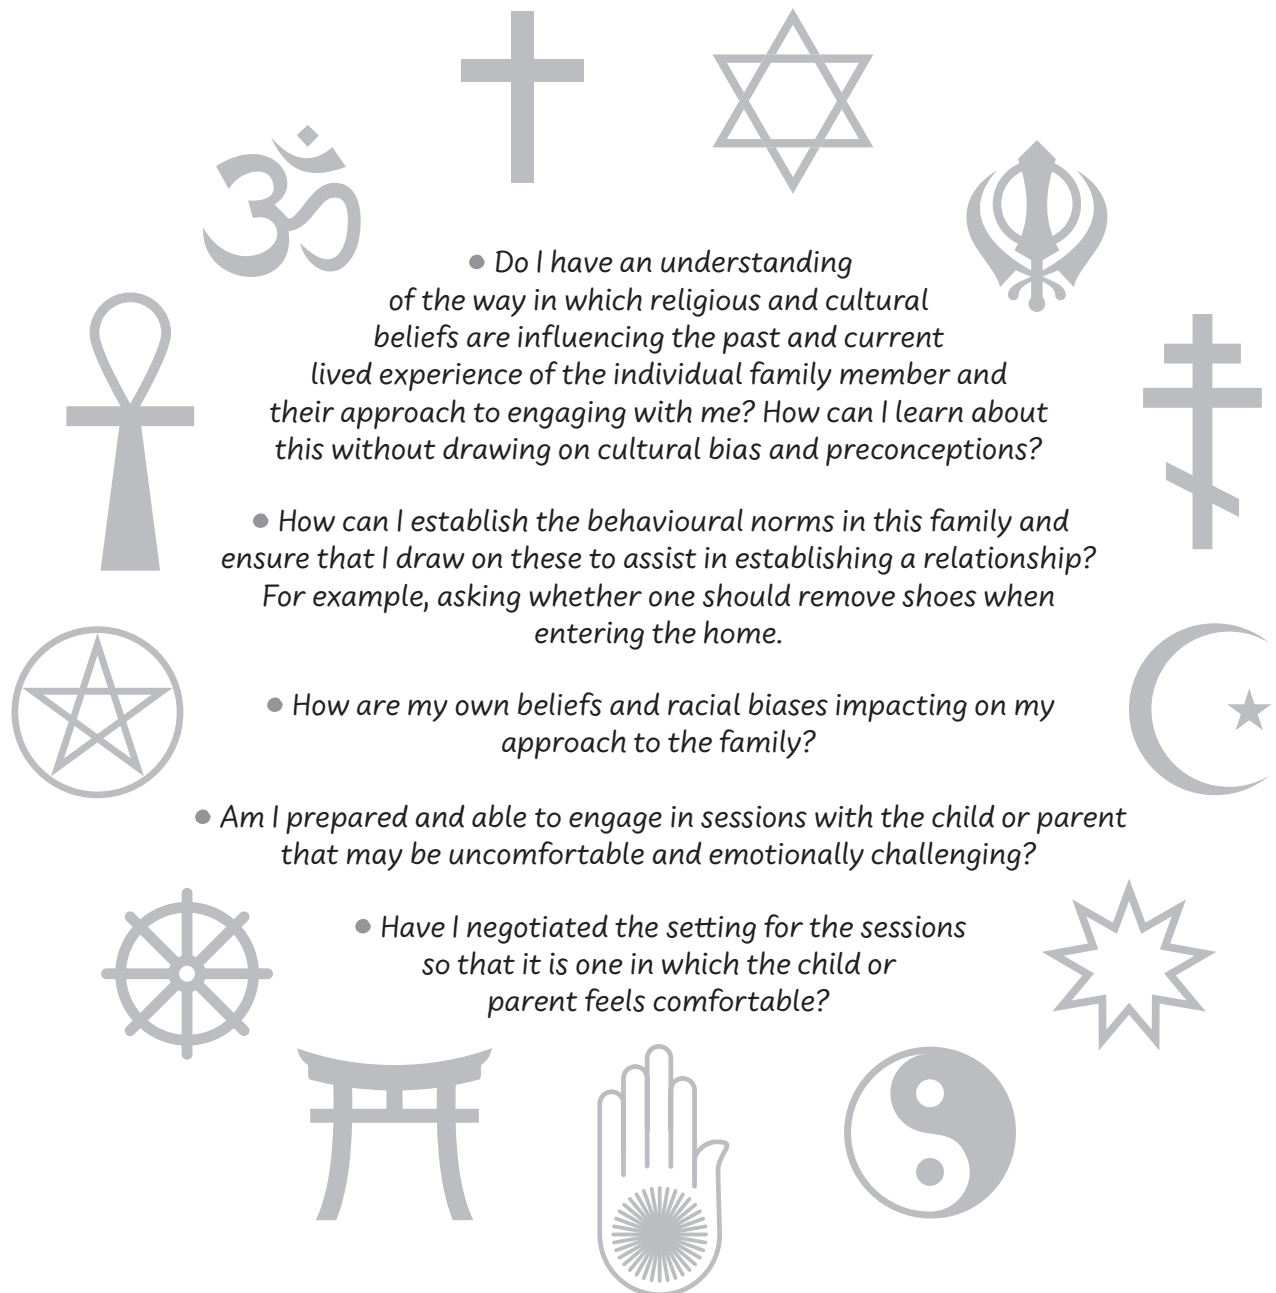 ● Do I have an understanding
of the way in which religious and cultural
beliefs are influencing the past and current
lived experience of the individual family member and
their approach to engaging with me? How can I learn about
this without drawing on cultural bias and preconceptions?
● How can I establish the behavioural norms in this family and
ensure that I draw on these to assist in establishing a relationship?
For example, asking whether one should remove shoes when
entering the home.
● How are my own beliefs and racial biases impacting on my
approach to the family?
● Am I prepared and able to engage in sessions with the child or parent
that may be uncomfortable and emotionally challenging?
● Have I negotiated the setting for the sessions
so that it is one in which the child or
parent feels comfortable?